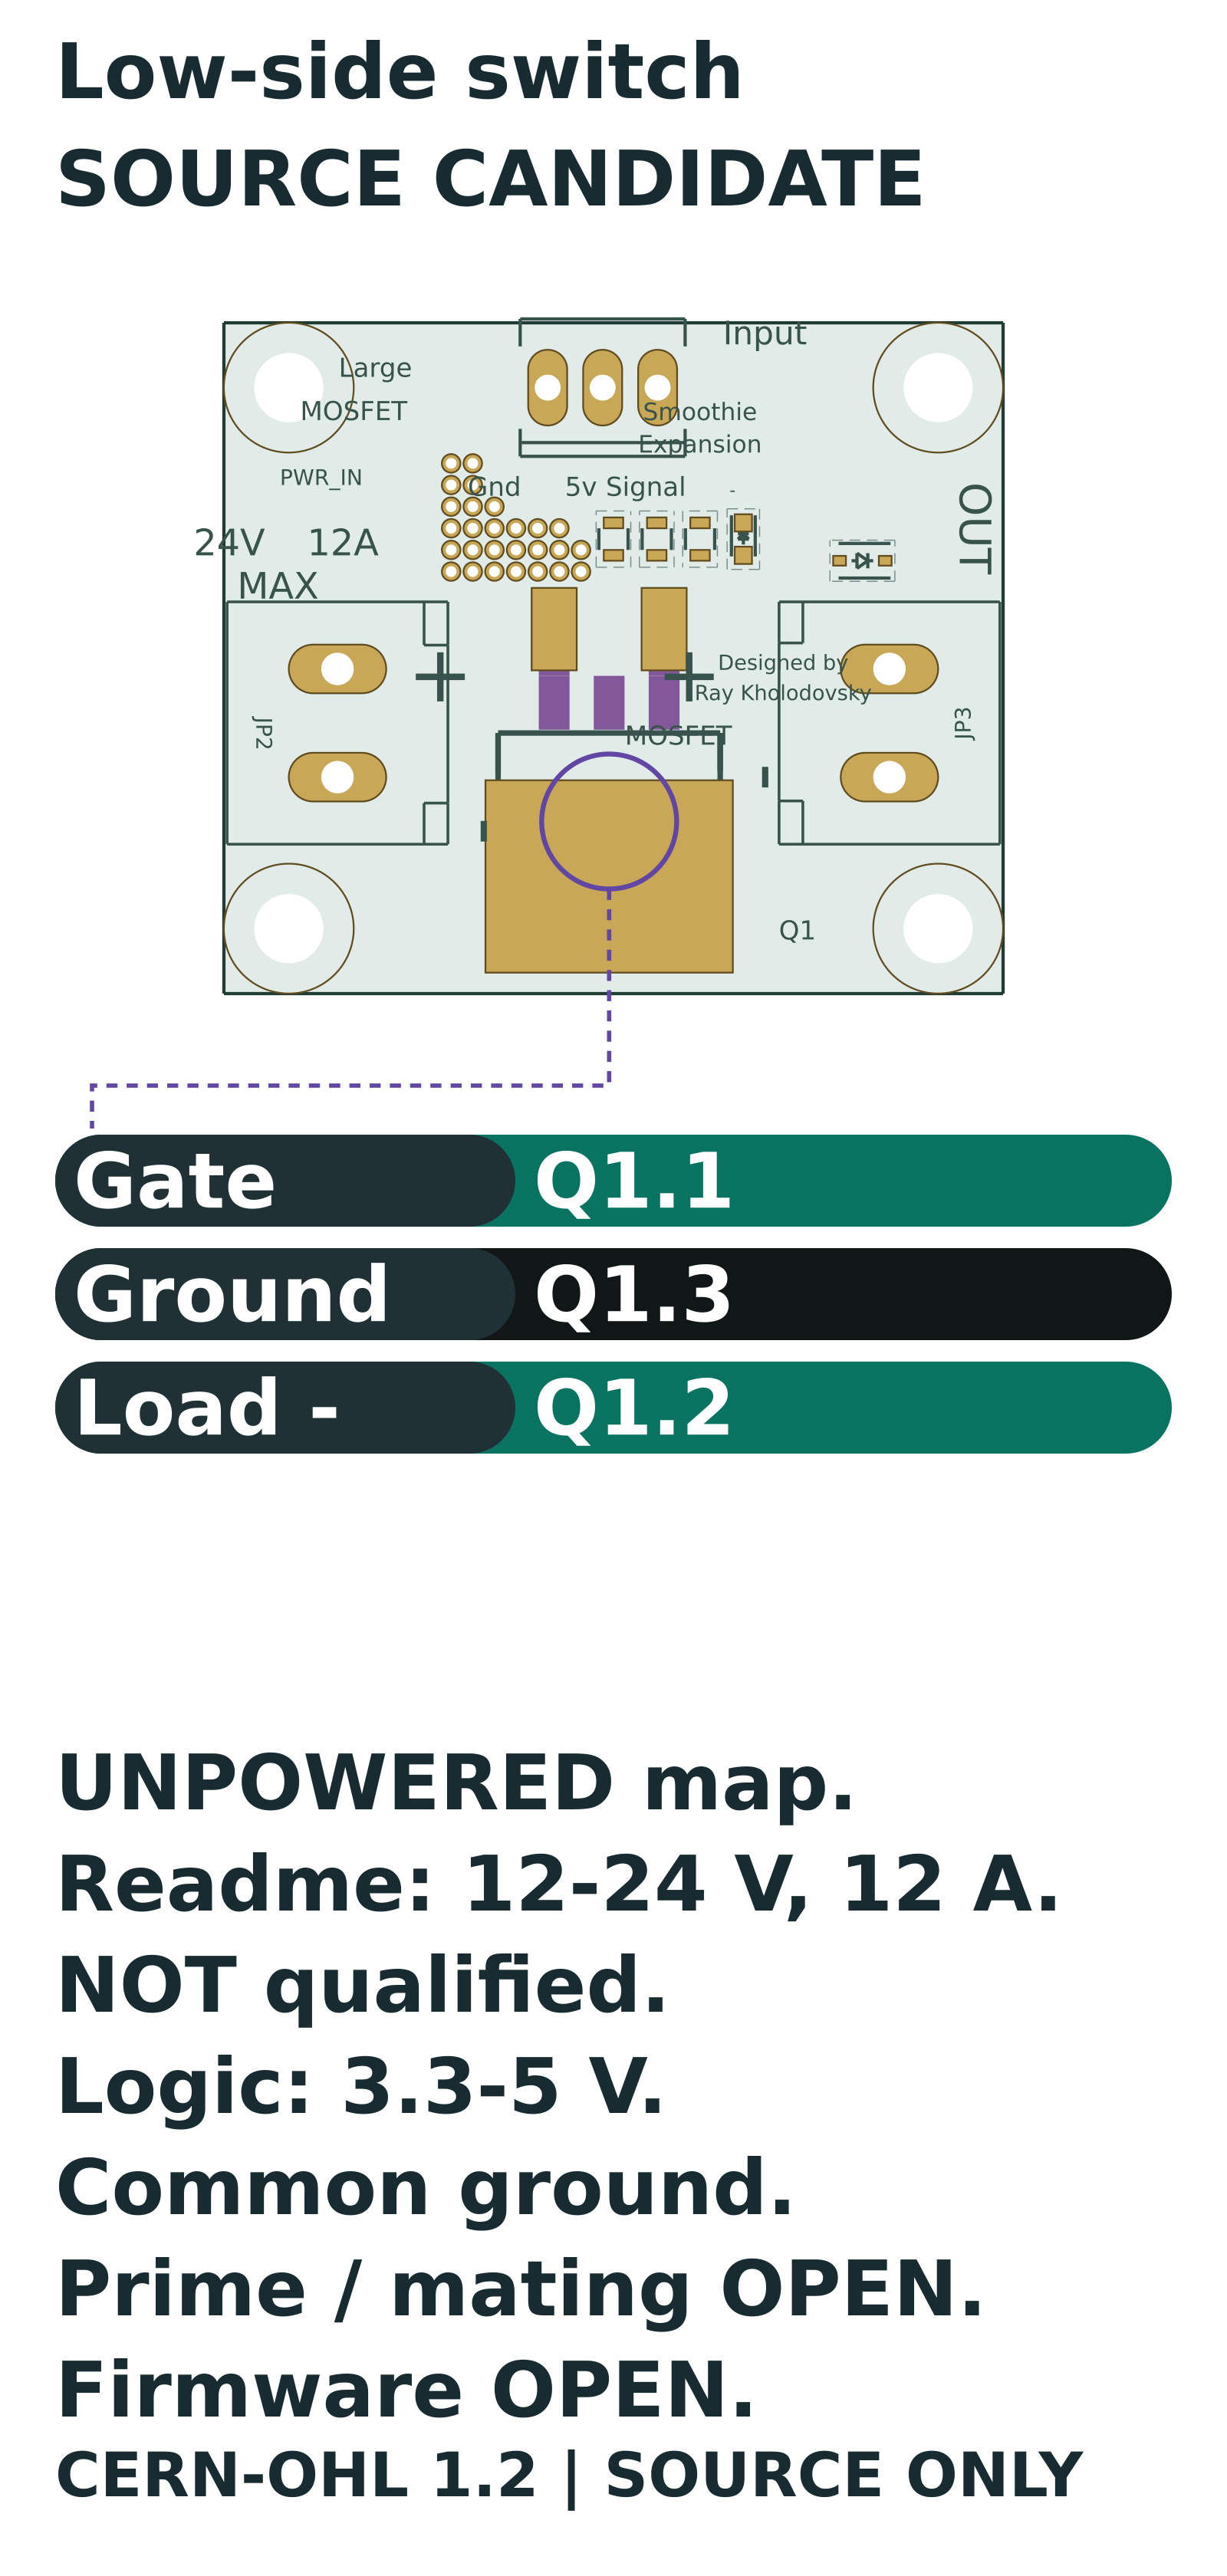 Low-side switch
SOURCE CANDIDATE
Input
Large
MOSFET
Smoothie
Expansion
PWR_IN
Gnd 5v Signal
-
OUT
24V 12A
MAX
+
+
Designed by
Ray Kholodovsky
JP2
JP3
MOSFET
-
-
Q1
Gate Q1.1
Ground Q1.3
Load - Q1.2
UNPOWERED map.
Readme: 12-24 V, 12 A.
NOT qualified.
Logic: 3.3-5 V.
Common ground.
Prime / mating OPEN.
Firmware OPEN.
CERN-OHL 1.2 | SOURCE ONLY